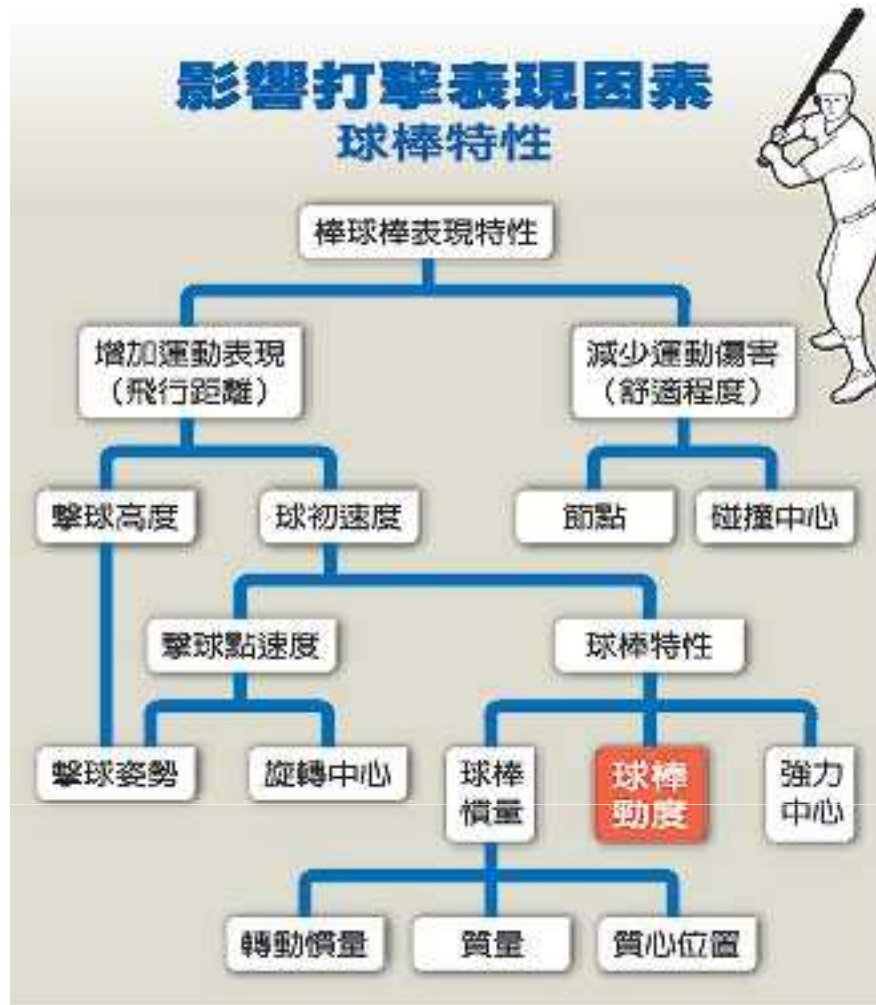 影響打擊表現因素
球棒特性
棒球棒表現特性
增加運動表現
（飛行距離）
減少運動傷害
（舒適程度）
擊球高度
球初速度
節點
碰撞中心
擊球點速度
球棒特性
擊球姿勢
旋轉中心
球棒
慣量
球棒
勁度
強力
中心
轉動慣量
質量
質心位置